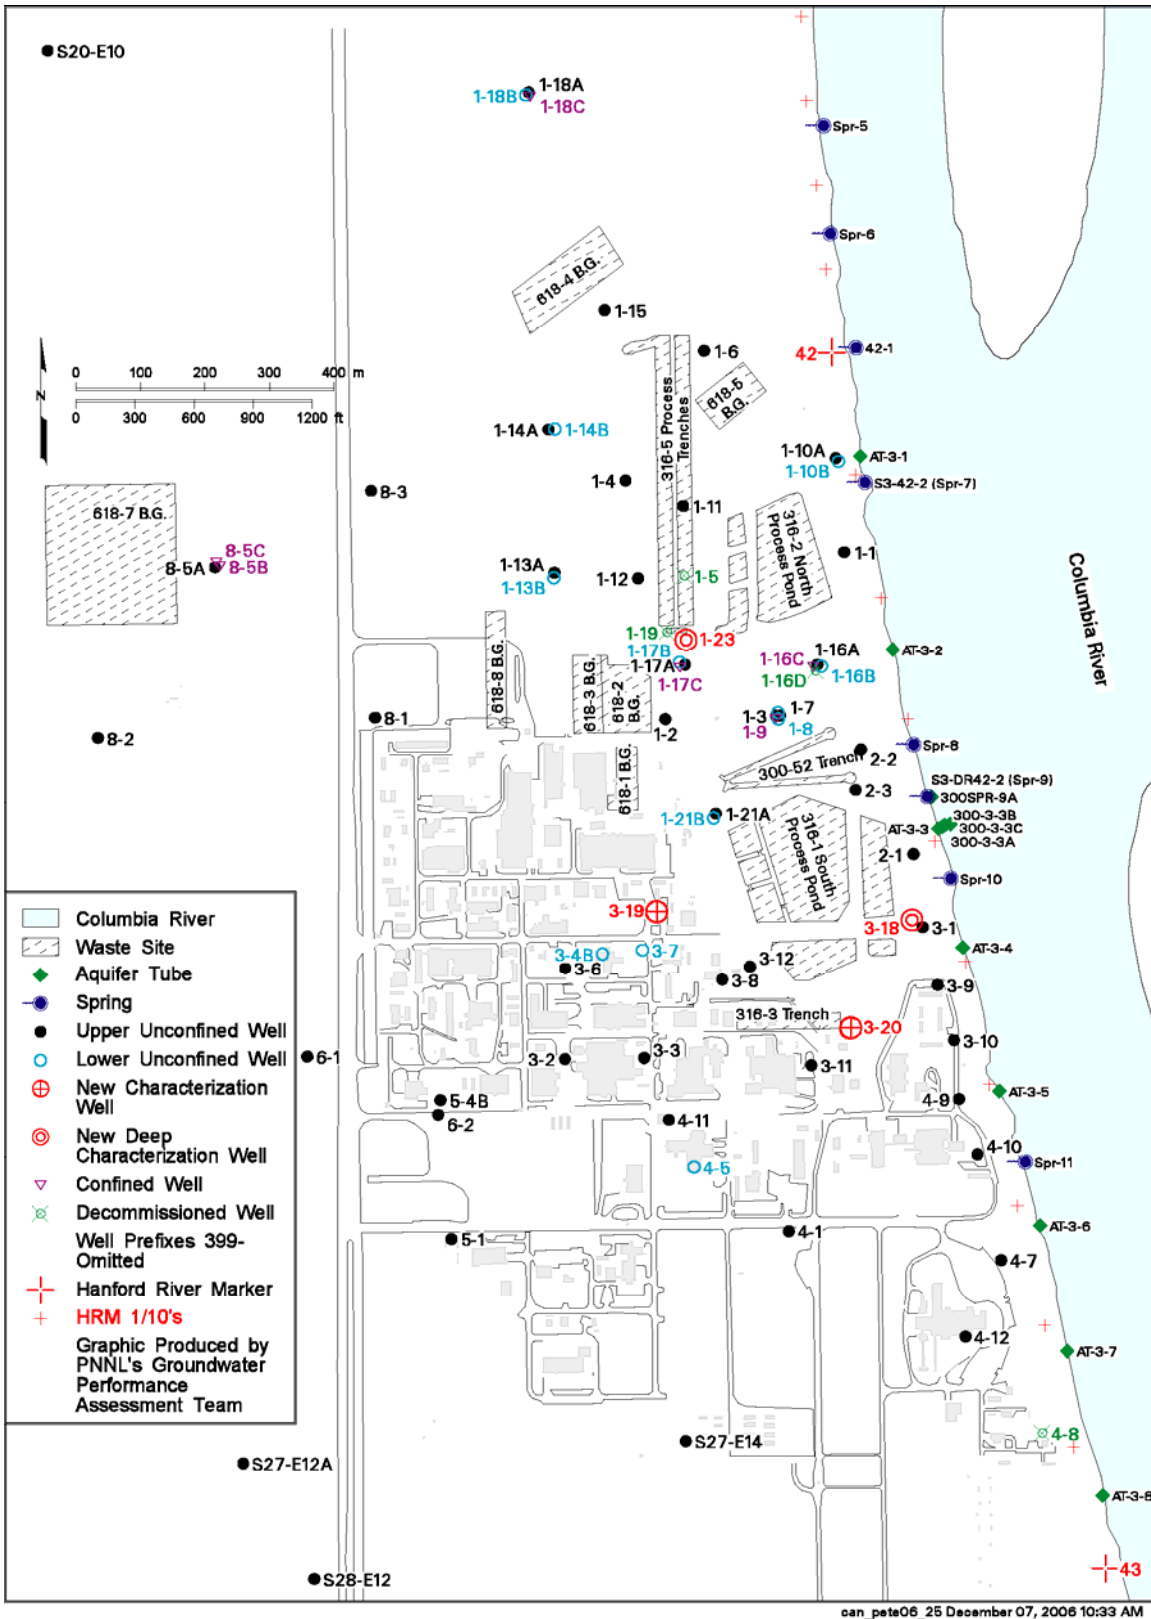 S20-E10
1-18A
1-18B
1-18C
Spr-5
Spr-6
618-4 B.G.
1-15
1-6
42
42-1
0 100 200 400 m
0 300 600 900 1200 ft
N
618-5
B.G.
316-5 Process
Trenches
1-14A
1-14B
1-10A
1-10B
AT-3-1
S3-42-2 (Spr-7)
1-4
8-3
1-11
618-7 B.G.
316-2 North
Process Pond
1-1
Columbia River
8-5C
8-5A
8-5B
1-13A
1-13B
1-12
1-5
1-19
1-23
1-17B
1-17A
1-17C
AT-3-2
1-16C
1-16A
1-16B
1-16D
618-8 B.G.
618-3 B.G.
618-2
B.G.
8-1
1-2
1-3
1-7
1-9
1-8
8-2
Spr-8
2-2
300-52 Trench
618-1 B.G.
S3-DR42-2 (Spr-9)
2-3
300SPR-9A
1-21A
1-21B
300-3-3B
AT-3-3
300-3-3C
300-3-3A
316-1 South
Process Pond
2-1
Spr-10
3-19
3-18
3-1
AT-3-4
3-4B
3-7
3-6
3-12
3-8
3-9
316-3 Trench
3-20
3-10
6-1
3-2
3-3
3-11
5-4B
6-2
4-9
AT-3-5
4-11
4-10
4-5
Spr-11
5-1
4-1
AT-3-6
4-7
4-12
AT-3-7
S27-E14
4-8
S27-E12A
AT-3-8
S28-E12
43
Columbia River
Waste Site
Aquifer Tube
Spring
Upper Unconfined Well
Lower Unconfined Well
New Characterization
Well
New Deep
Characterization Well
Confined Well
Decommissioned Well
Well Prefixes 399-
Omitted
Hanford River Marker
HRM 1/10's
Graphic Produced by
PNNL's Groundwater
Performance
Assessment Team
can_pete06_25 December 07, 2006 10:33 AM